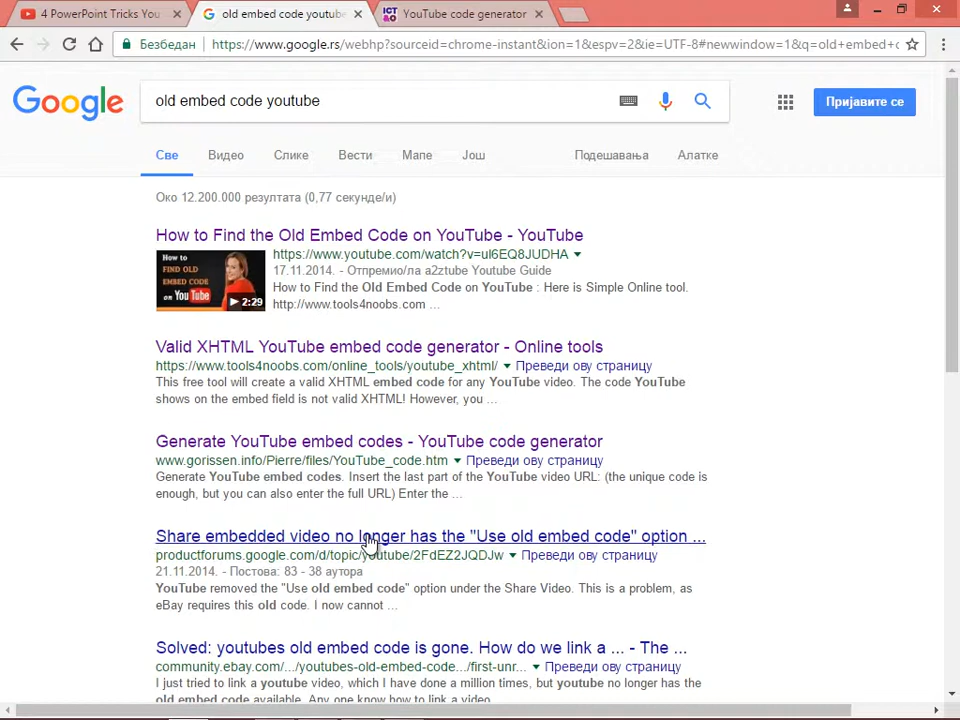 4 PowerPoint Tricks You
old embed code youtube
YouTube code generator
Безбедан
https://www.google.rs/webhp?sourceid=chrome-instant&ion=1&espv=2&ie=UTF-8#newwindow=1&q=old+embed+c
Google
old embed code youtube
Пријавите се
Све
Видео
Слике
Вести
Мапе
Још
Подешавања
Алатке
Око 12.200.000 резултата (0,77 секунде/и)
How to Find the Old Embed Code on YouTube - YouTube
How to
FIND OLD
EMBED CODE
on YouTube
2:29
https://www.youtube.com/watch?v=ul6EQ8JUDHA
17.11.2014. - Отпремио/ла a2ztube Youtube Guide
How to Find the Old Embed Code on YouTube : Here is Simple Online tool.
http://www.tools4noobs.com ...
Valid XHTML YouTube embed code generator - Online tools
https://www.tools4noobs.com/online_tools/youtube_xhtml/ Преведи ову страницу
This free tool will create a valid XHTML embed code for any YouTube video. The code YouTube
shows on the embed field is not valid XHTML! However, you ...
Generate YouTube embed codes - YouTube code generator
www.gorissen.info/Pierre/files/YouTube_code.htm Преведи ову страницу
Generate YouTube embed codes. Insert the last part of the YouTube video URL: (the unique code is
enough, but you can also enter the full URL) Enter the ...
Share embedded video no longer has the "Use old embed code" option ...
productforums.google.com/d/topic/youtube/2FdEZ2JQDJw Преведи ову страницу
21.11.2014. - Постова: 83 - 38 аутора
YouTube removed the "Use old embed code" option under the Share Video. This is a problem, as
eBay requires this old code. I now cannot ...
Solved: youtubes old embed code is gone. How do we link a ... - The ...
community.ebay.com/.../youtubes-old-embed-code.../first-unr... Преведи ову страницу
I just tried to link a youtube video, which I have done a million times, but youtube no longer has the
old embed code available. Any one know how to link a video